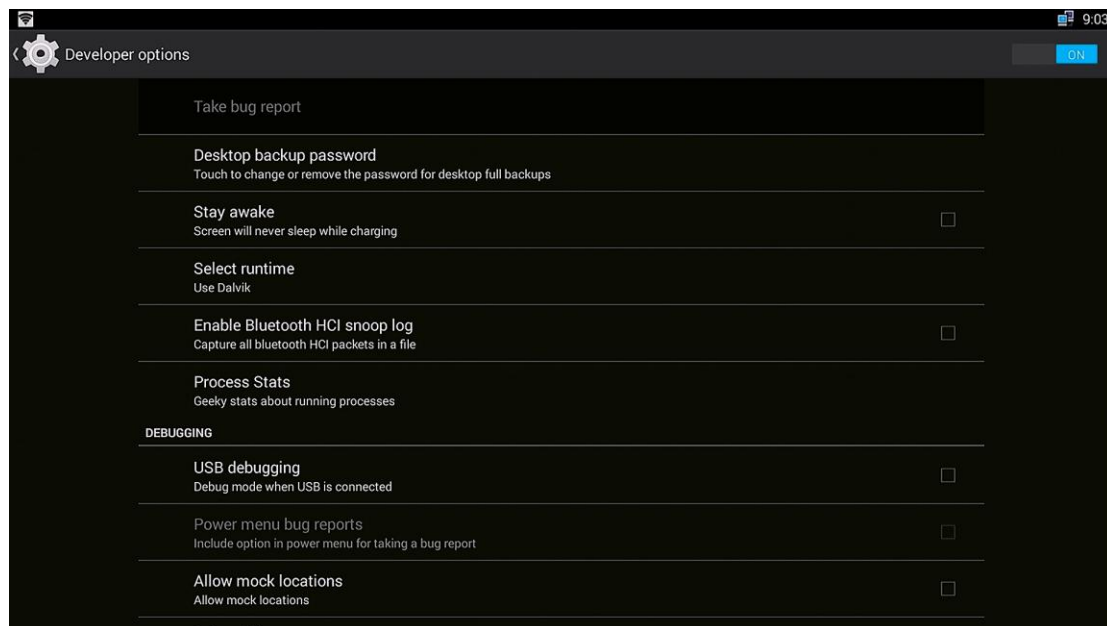 9:03
Developer options
ON
Take bug report
Desktop backup password
Touch to change or remove the password for desktop full backups
Stay awake
Screen will never sleep while charging
Select runtime
Use Dalvik
Enable Bluetooth HCI snoop log
Capture all bluetooth HCI packets in a file
Process Stats
Geeky stats about running processes
DEBUGGING
USB debugging
Debug mode when USB is connected
Power menu bug reports
Include option in power menu for taking a bug report
Allow mock locations
Allow mock locations